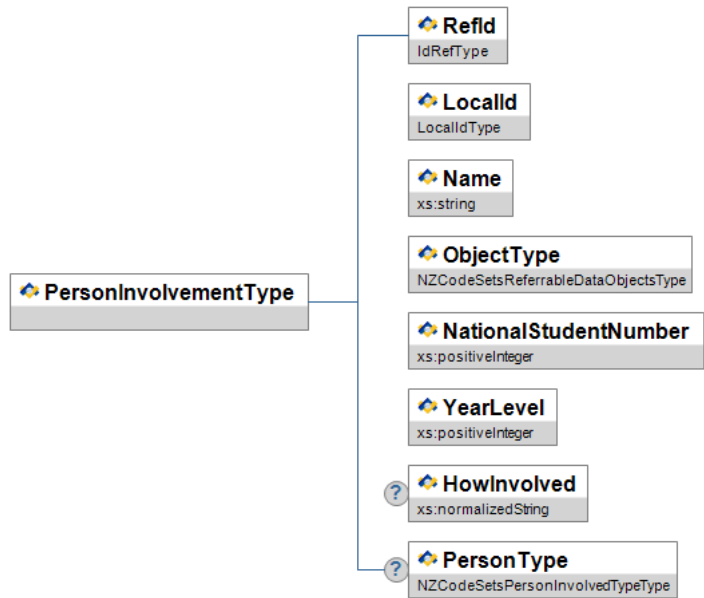 RefId
IdRefType
LocalId
LocalIdType
Name
xs:string
ObjectType
NZCodeSetsReferrableDataObjectsType
PersonInvolvementType
NationalStudentNumber
xs:positiveInteger
YearLevel
xs:positiveInteger
?
HowInvolved
xs:normalizedString
?
PersonType
NZCodeSetsPersonInvolvedTypeType